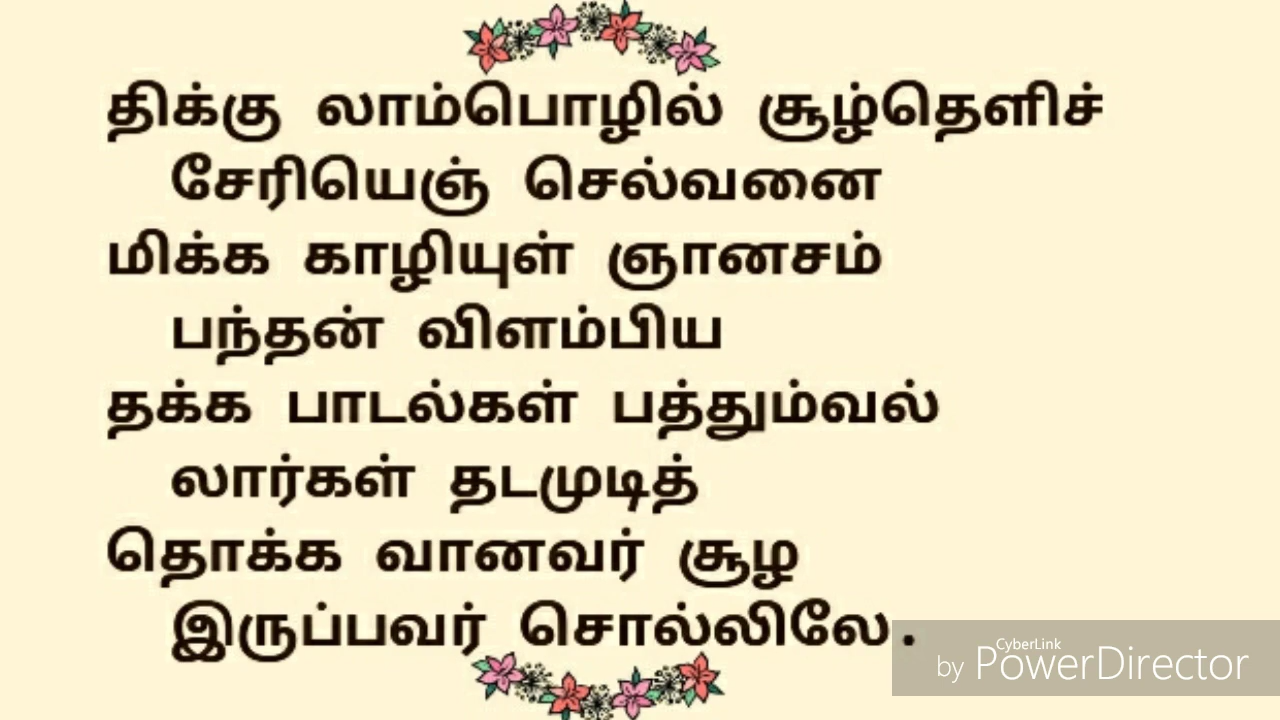 திக்கு லாம்பொழில் சூழ்தெளிச்
சேரியெஞ் செல்வனை
மிக்க காழியுள் ஞானசம்
பந்தன் விளம்பிய
தக்க பாடல்கள் பத்தும்வல்
லார்கள் தடமுடித்
தொக்க வானவர் சூழ
இருப்பவர் சொல்லிலே.
CyberLink
by PowerDirector